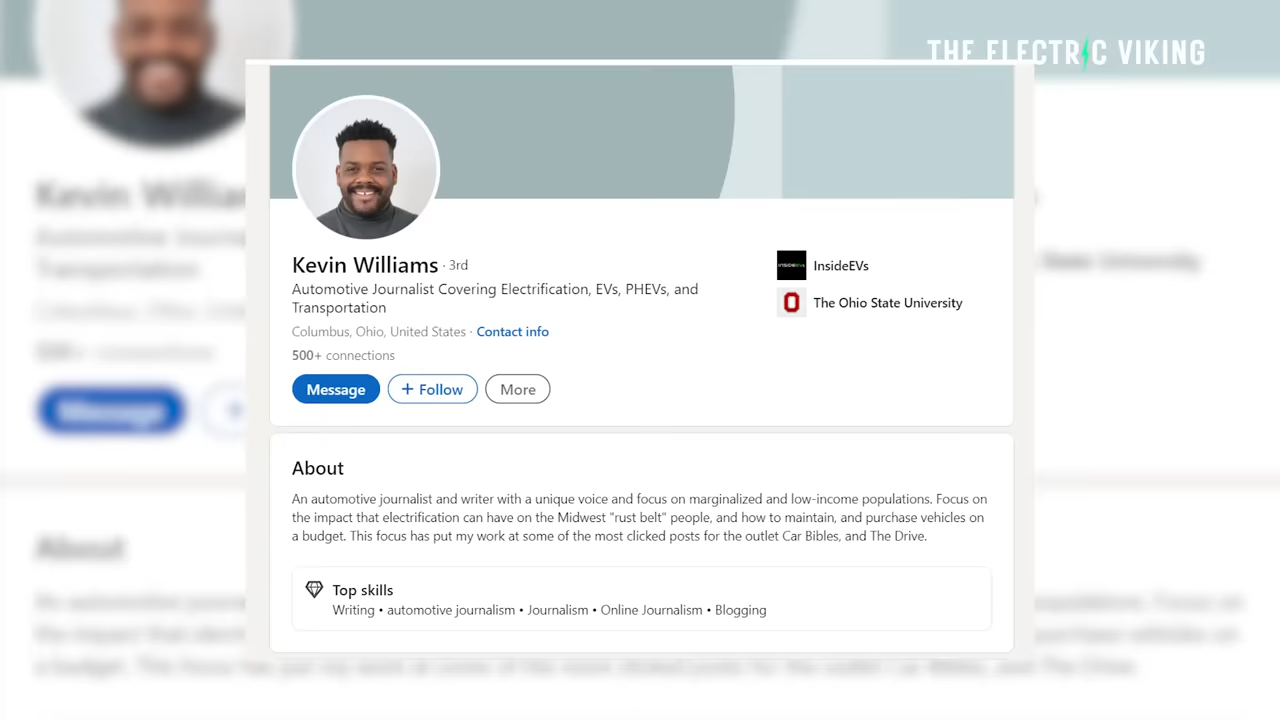 THE ELECTRIC VIKING
Kevin Williams · 3rd
Automotive Journalist Covering Electrification, EVs, PHEVs, and
Transportation
Columbus, Ohio, United States · Contact info
500+ connections
Message
+ Follow
More
INSIDEEVs
InsideEVs
O
The Ohio State University
About
An automotive journalist and writer with a unique voice and focus on marginalized and low-income populations. Focus on
the impact that electrification can have on the Midwest "rust belt" people, and how to maintain, and purchase vehicles on
a budget. This focus has put my work at some of the most clicked posts for the outlet Car Bibles, and The Drive.
Top skills
Writing • automotive journalism • Journalism • Online Journalism • Blogging